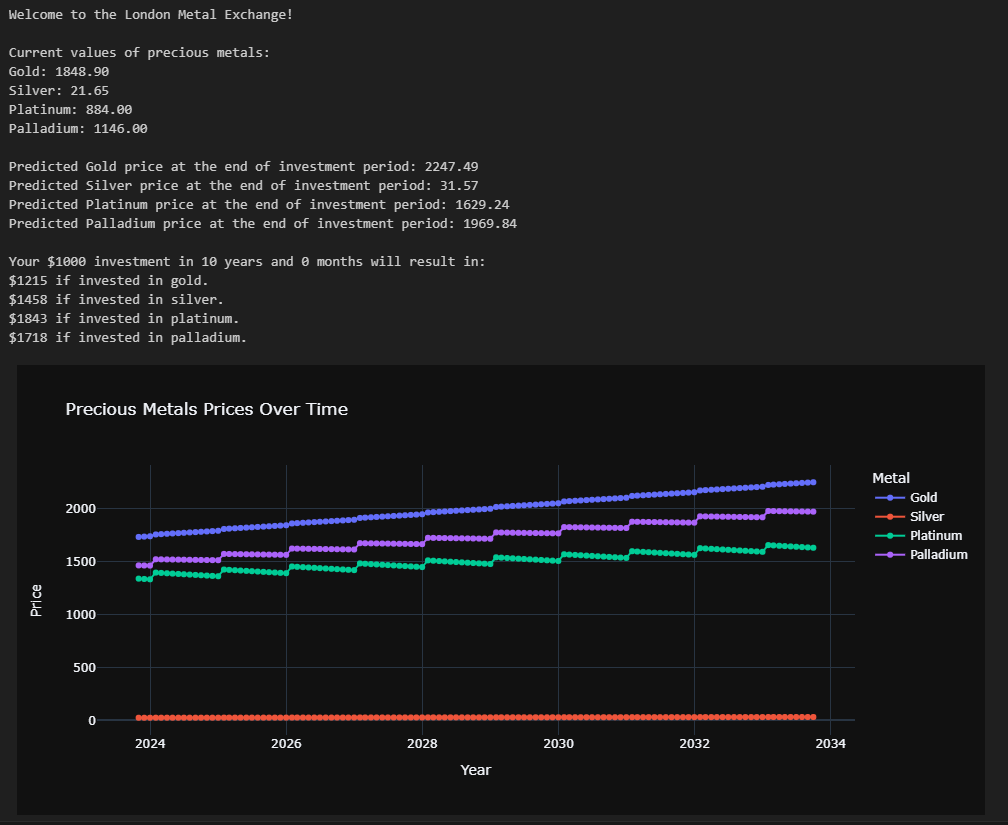 Welcome to the London Metal Exchange!
Current values of precious metals:
Gold: 1848.90
Silver: 21.65
Platinum: 884.00
Palladium: 1146.00
Predicted Gold price at the end of investment period: 2247.49
Predicted Silver price at the end of investment period: 31.57
Predicted Platinum price at the end of investment period: 1629.24
Predicted Palladium price at the end of investment period: 1969.84
Your $1000 investment in 10 years and 0 months will result in:
$1215 if invested in gold.
$1458 if invested in silver.
$1843 if invested in platinum.
$1718 if invested in palladium.
Precious Metals Prices Over Time
Metal
Gold
Silver
Platinum
Palladium
Price
2000
1500
1000
500
0
2024 2026 2028 2030 2032 2034
Year